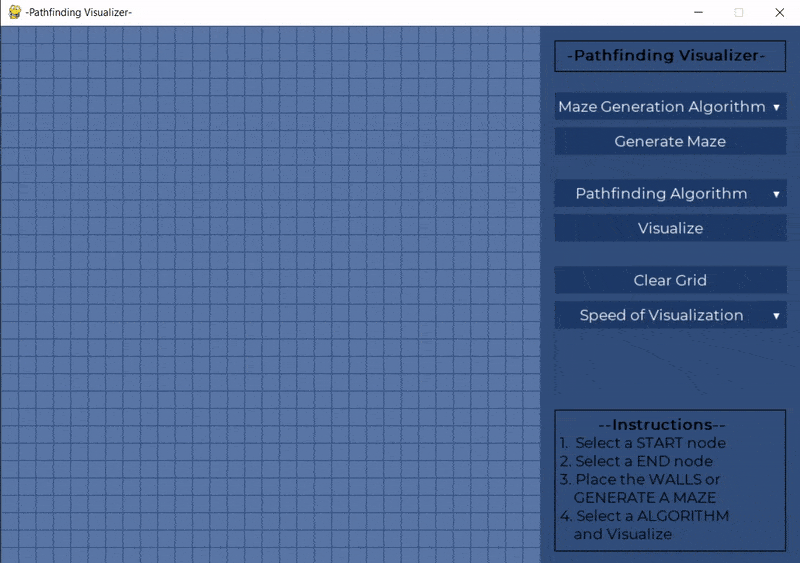 -Pathfinding Visualizer-
-Pathfinding Visualizer-
Maze Generation Algorithm ▼
Generate Maze
Pathfinding Algorithm ▼
Visualize
Clear Grid
Speed of Visualization ▼
--Instructions--
1. Select a START node
2. Select a END node
3. Place the WALLS or
GENERATE A MAZE
4. Select a ALGORITHM
and Visualize